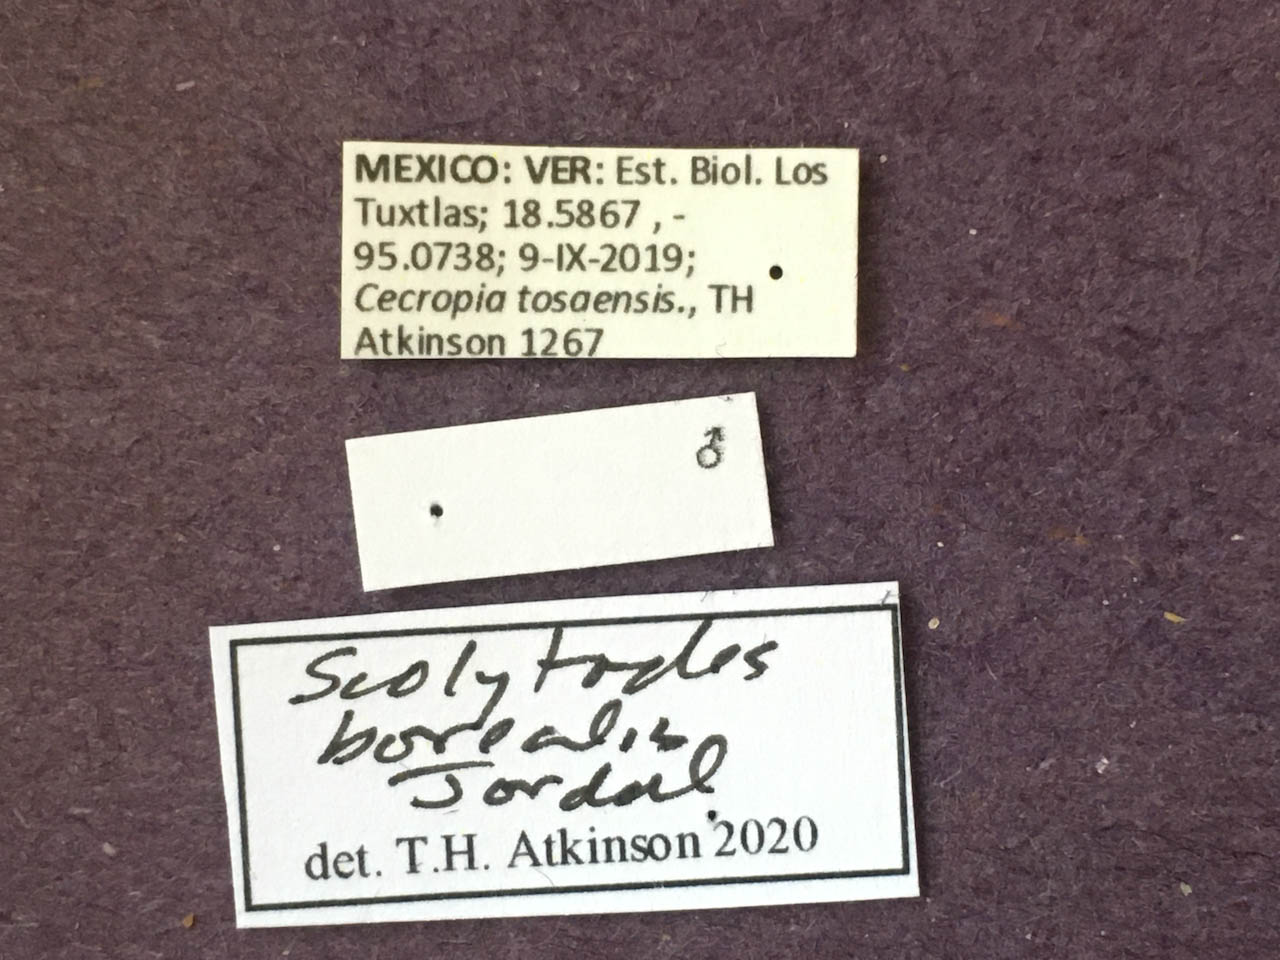 MEXICO: VER: Est. Biol. Los
Tuxtlas; 18.5867 , -
95.0738; 9-IX-2019;
Cecropia tosaensis., TH
Atkinson 1267
♂
Scolytodes
borealis
Jordal
det. T.H. Atkinson 2020